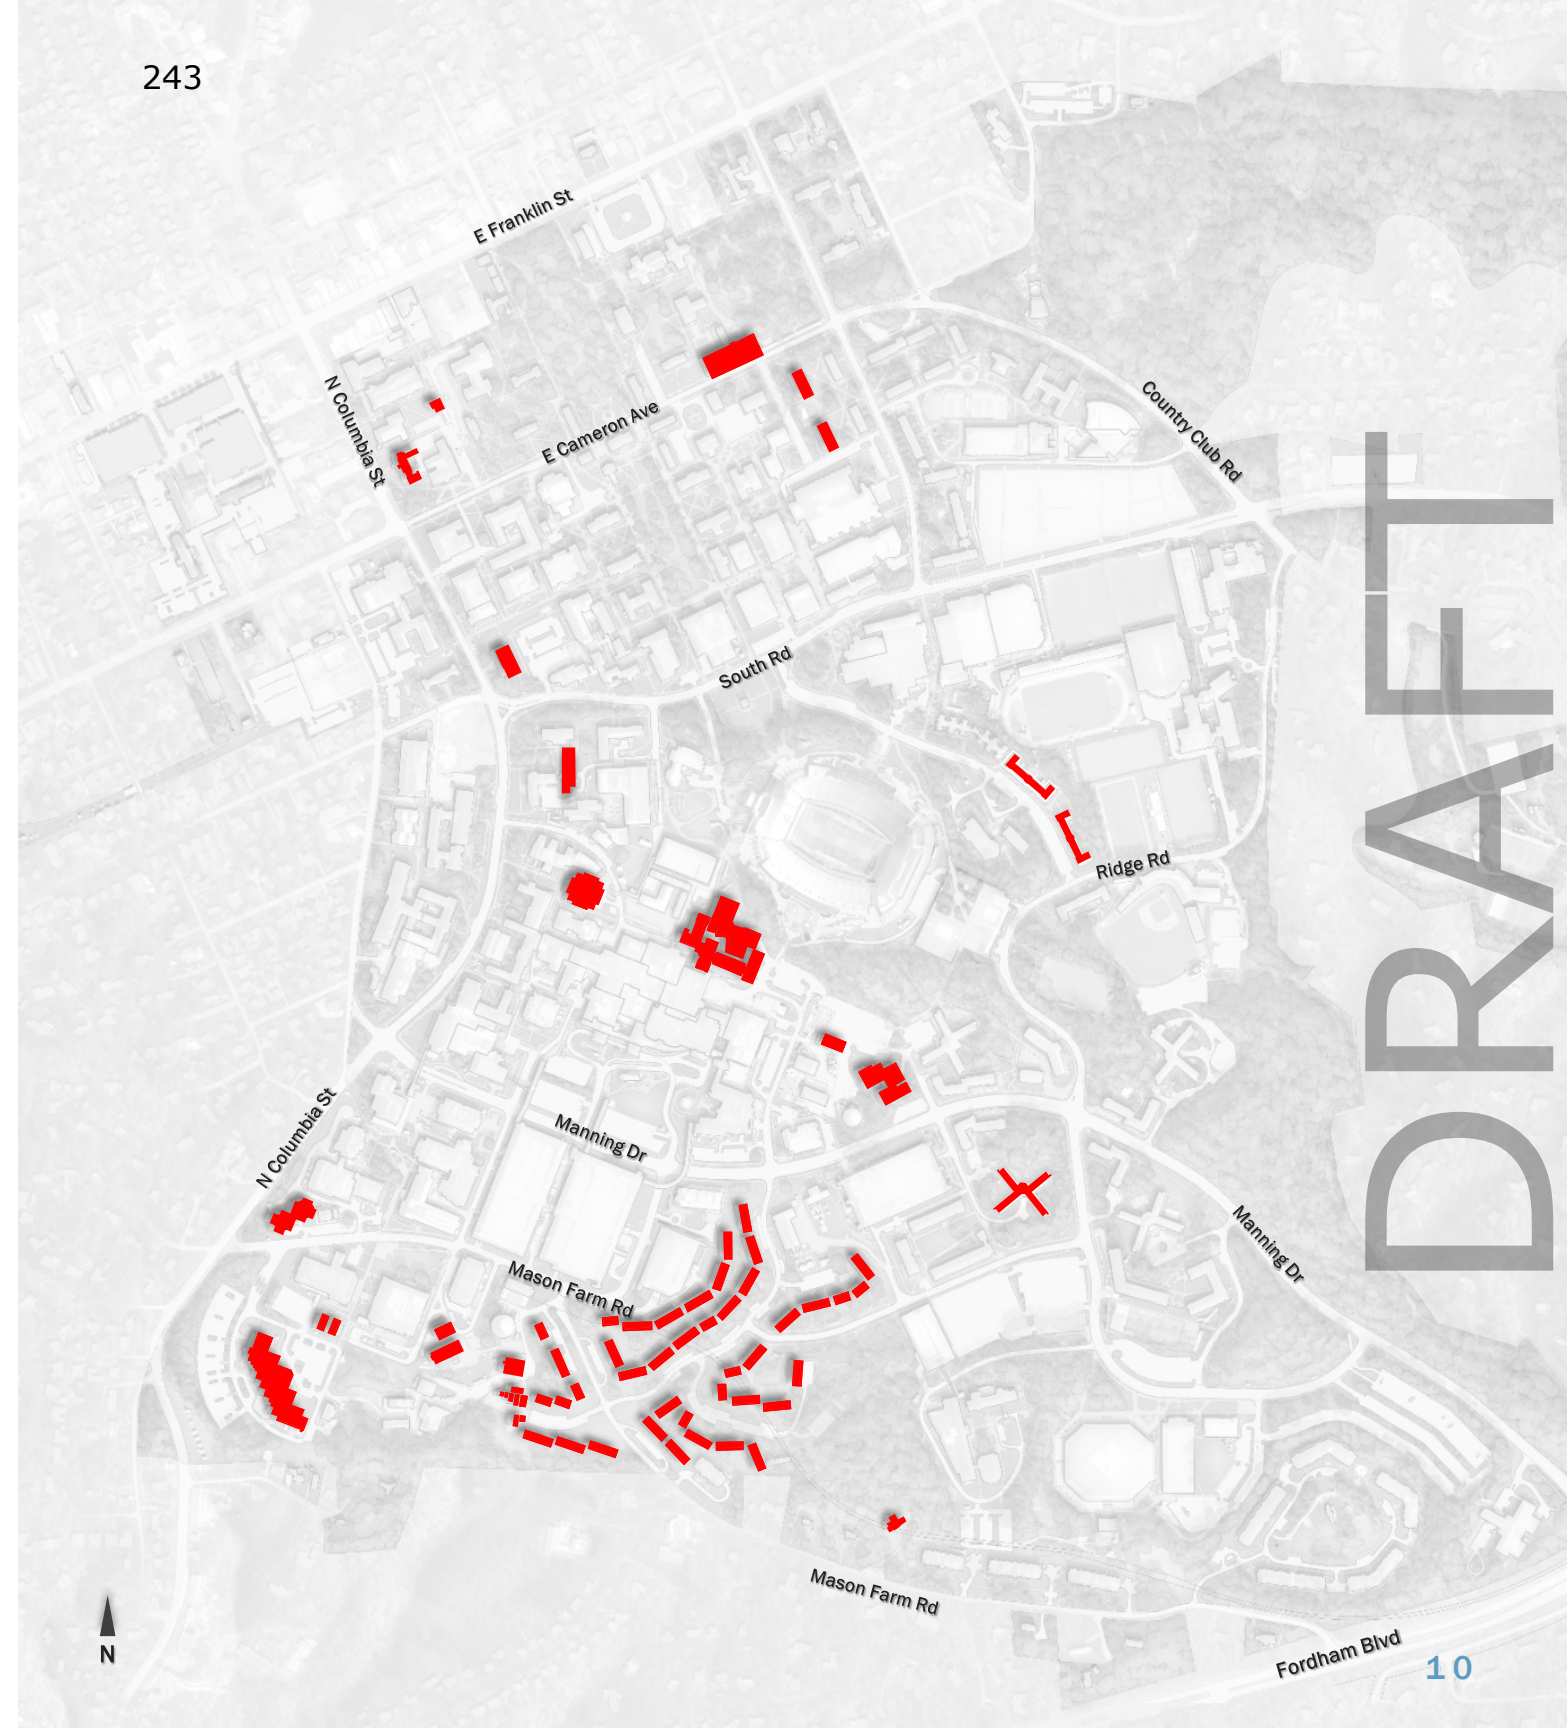 243
E Franklin St
N Columbia St
E Cameron Ave
Country Club Rd
South Rd
Ridge Rd
DRAFT
N Columbia St
Manning Dr
Manning Dr
Mason Farm Rd
Mason Farm Rd
N
Fordham Blvd
10